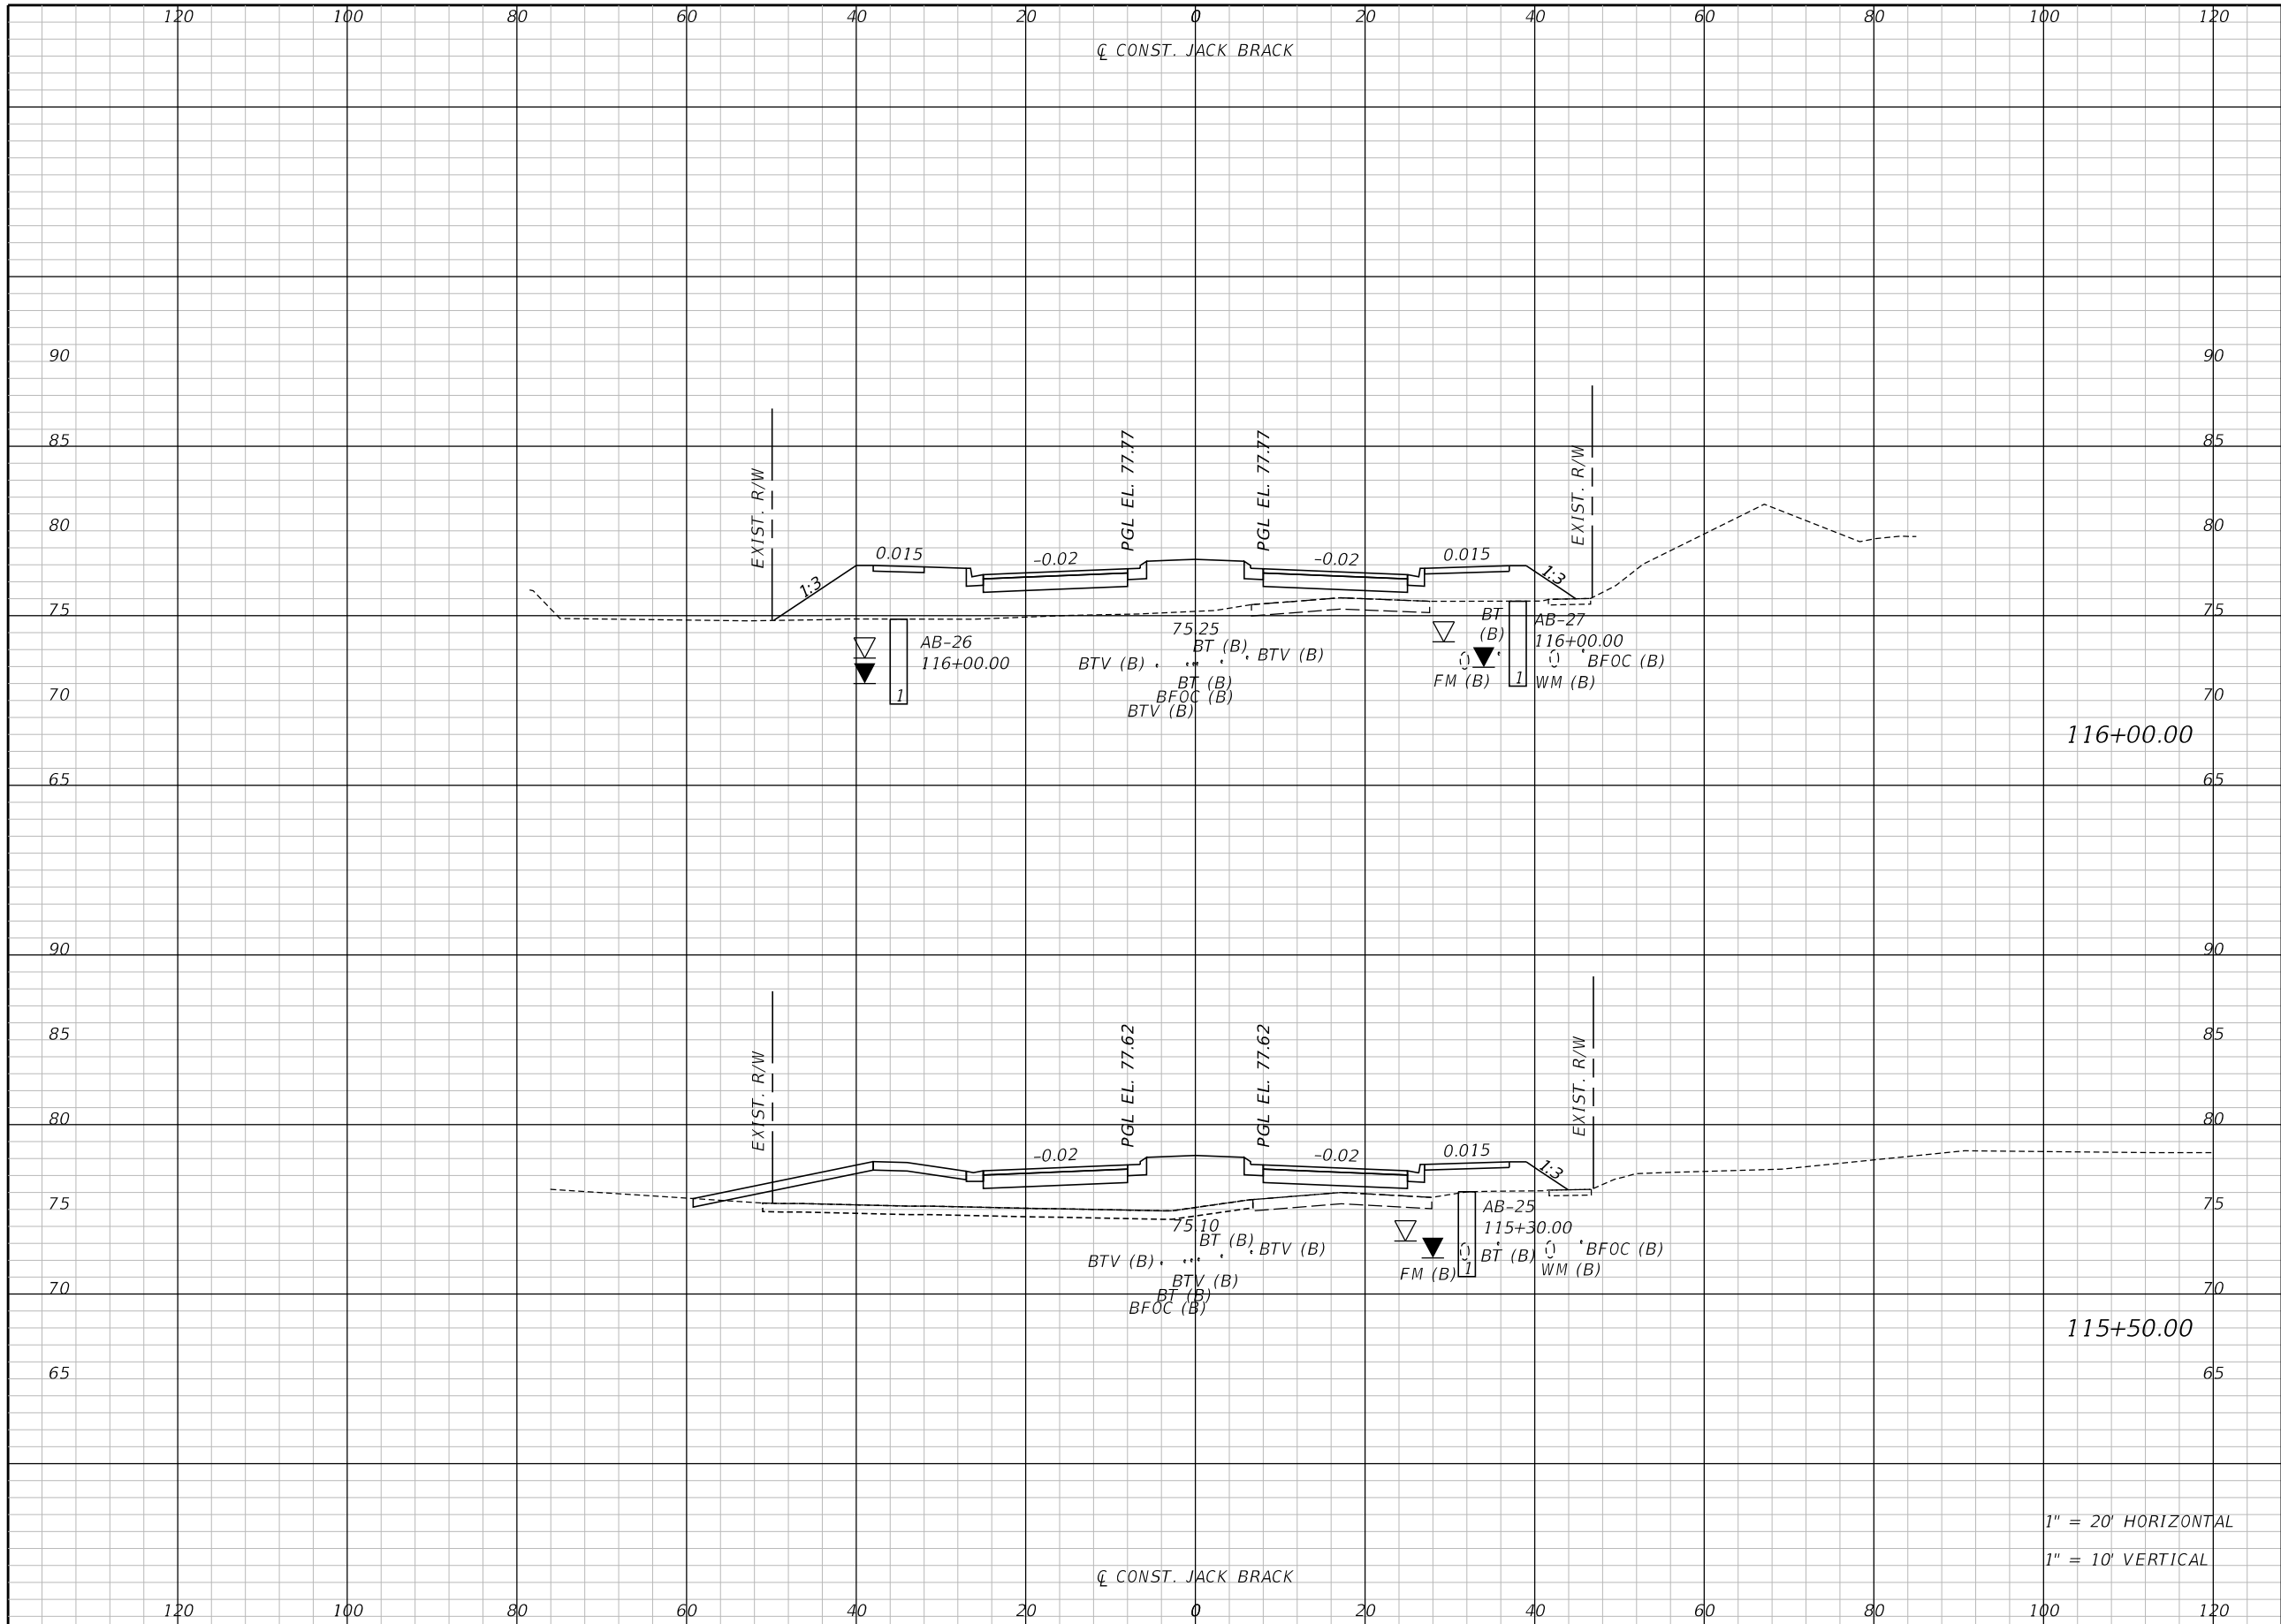 120 100 80 60 40 20 0 20 40 60 80 100 120
℄ CONST. JACK BRACK
90 90
85 85
EXIST. R/W
PGL EL. 77.77
PGL EL. 77.77
EXIST. R/W
80 80
1:3
0.015
-0.02
-0.02
0.015
1:3
75 75
75.25
AB-26
116+00.00
1
BTV (B)
BT (B)
BTV (B)
BT (B)
BFOC (B)
BTV (B)
BT
(B)
FM (B)
AB-27
116+00.00
1
WM (B)
BFOC (B)
70 70
116+00.00
65 65
90 90
85 85
EXIST. R/W
PGL EL. 77.62
PGL EL. 77.62
EXIST. R/W
80 80
-0.02
-0.02
0.015
1:3
75 75
75.10
BTV (B)
BT (B)
BTV (B)
BTV (B)
BT (B)
BFOC (B)
FM (B)
AB-25
115+30.00
1
BT (B)
WM (B)
BFOC (B)
70 70
115+50.00
65 65
1" = 20' HORIZONTAL
1" = 10' VERTICAL
℄ CONST. JACK BRACK
120 100 80 60 40 20 0 20 40 60 80 100 120